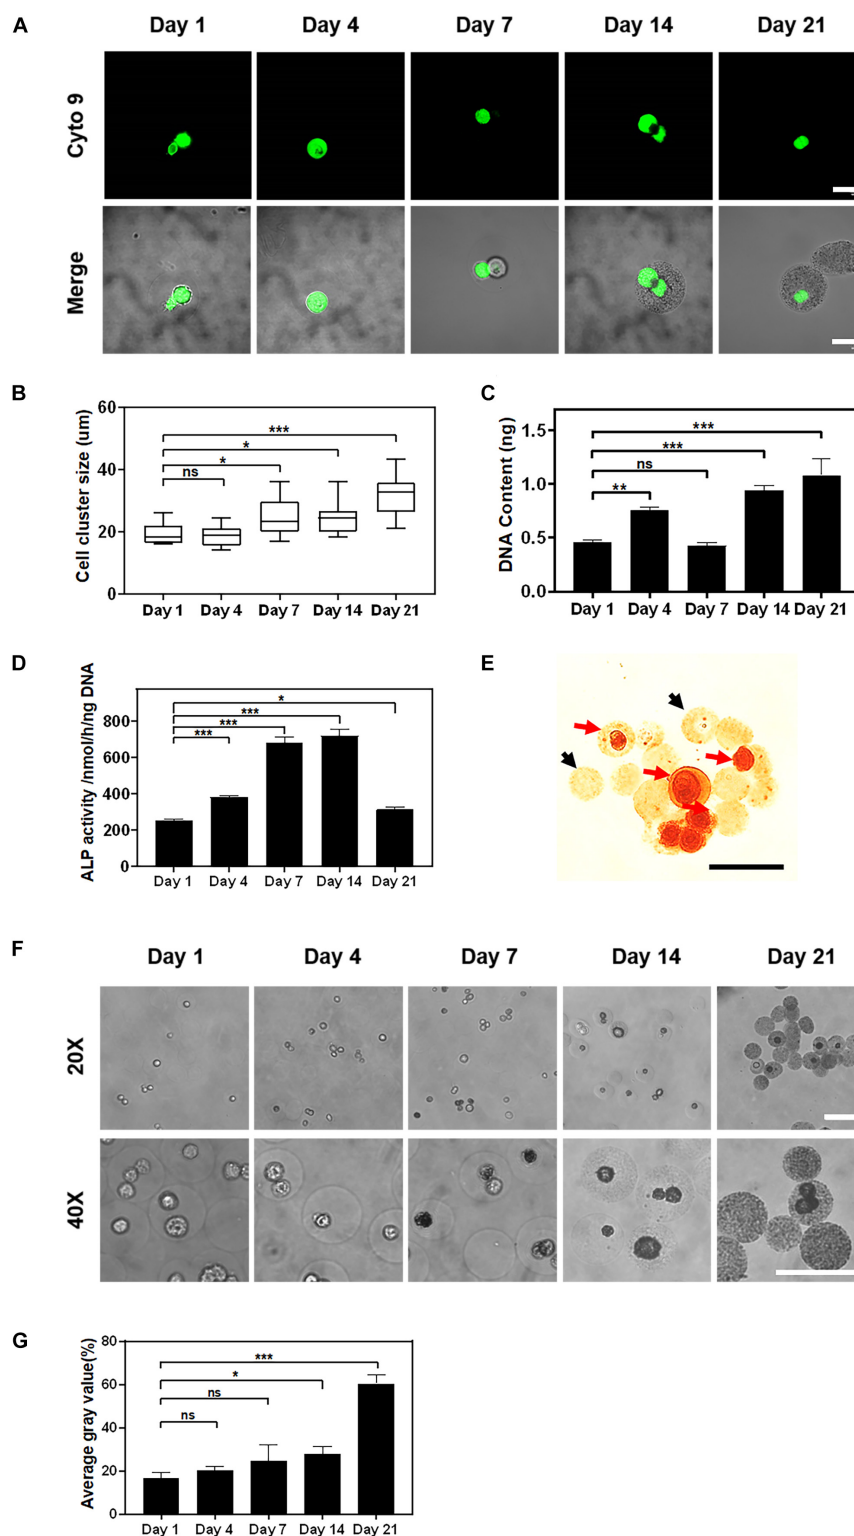 A
Day 1 Day 4 Day 7 Day 14 Day 21
Cyto 9
Merge
B
Cell cluster size (um)
60
40
20
0
***
*
*
ns
Day 1 Day 4 Day 7 Day 14 Day 21
C
DNA Content (ng)
1.5
1.0
0.5
0.0
***
***
ns
**
Day 1 Day 4 Day 7 Day 14 Day 21
D
ALP activity /nmol/h/ng DNA
800
600
400
200
0
*
***
***
***
Day 1 Day 4 Day 7 Day 14 Day 21
E
F
Day 1 Day 4 Day 7 Day 14 Day 21
20X
40X
G
Average gray value(%)
80
60
40
20
0
***
*
ns
ns
Day 1 Day 4 Day 7 Day 14 Day 21